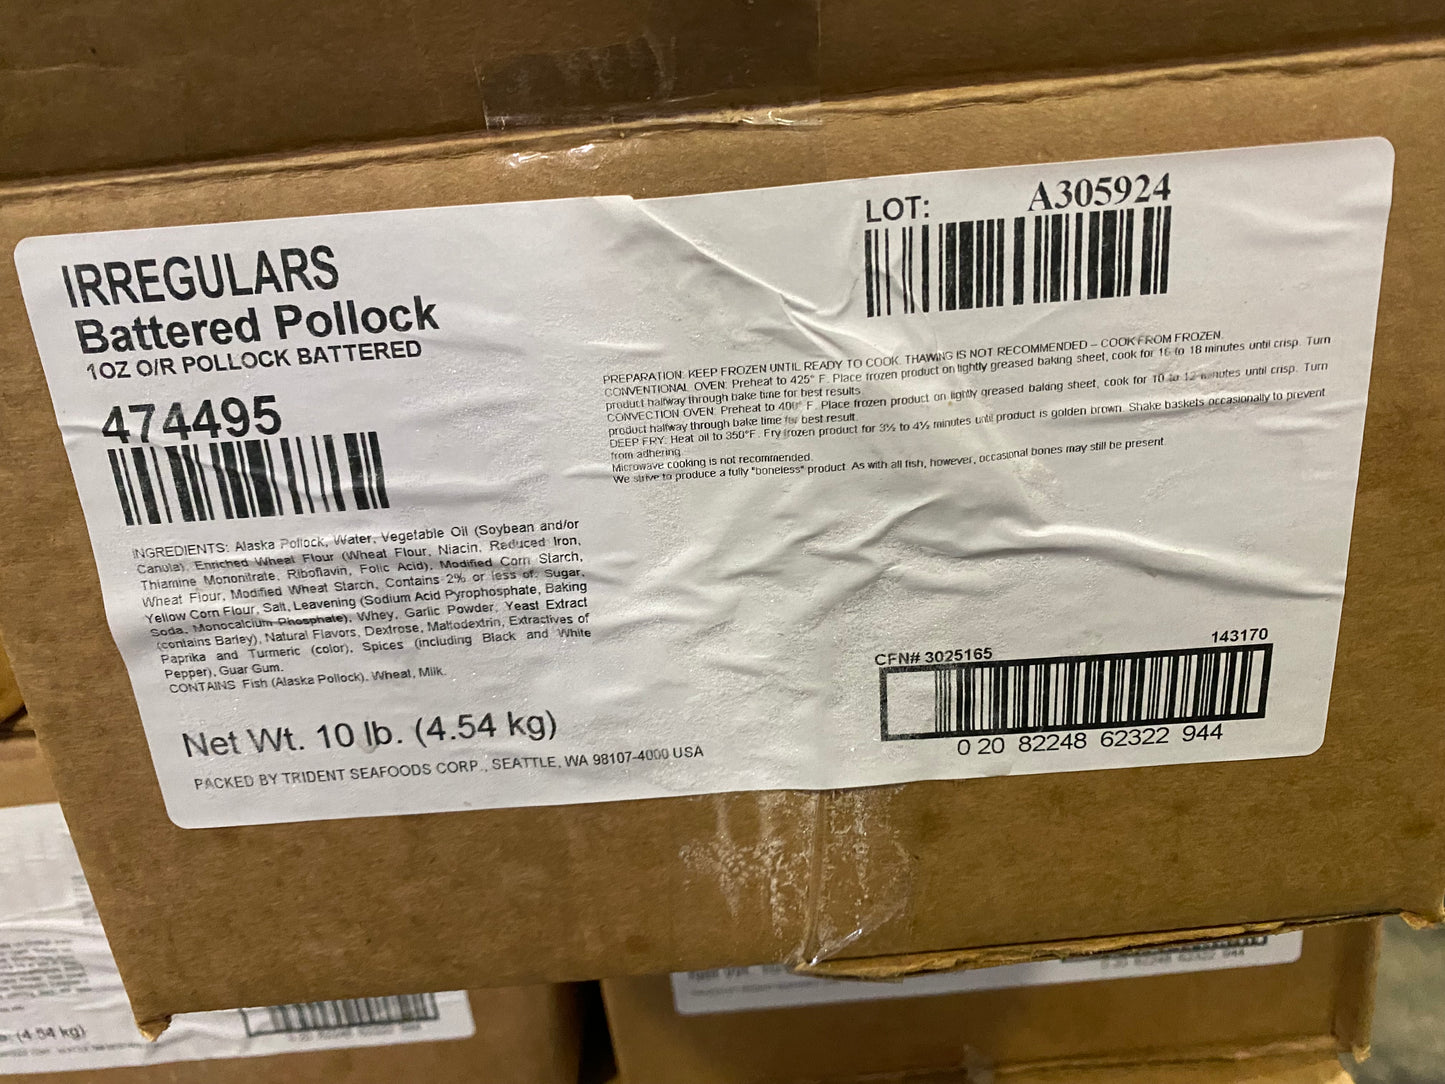 IRREGULARS
Battered Pollock
1OZ O/R POLLOCK BATTERED
474495
INGREDIENTS: Alaska Pollock, Water, Vegetable Oil (Soybean and/or
Canola), Enriched Wheat Flour (Wheat Flour, Niacin, Reduced Iron,
Thiamine Mononitrate, Riboflavin, Folic Acid), Modified Corn Starch,
Wheat Flour, Modified Wheat Starch, Contains 2% or less of: Sugar,
Yellow Corn Flour, Salt, Leavening (Sodium Acid Pyrophosphate, Baking
Soda, Monocalcium Phosphate), Whey, Garlic Powder, Yeast Extract
(contains Barley), Natural Flavors, Dextrose, Maltodextrin, Extractives of
Paprika and Turmeric (color), Spices (including Black and White
Pepper), Guar Gum.
CONTAINS Fish (Alaska Pollock), Wheat, Milk.
Net Wt. 10 lb. (4.54 kg)
PACKED BY TRIDENT SEAFOODS CORP., SEATTLE, WA 98107-4000 USA
LOT: A305924
PREPARATION: KEEP FROZEN UNTIL READY TO COOK. THAWING IS NOT RECOMMENDED – COOK FROM FROZEN.
CONVENTIONAL OVEN: Preheat to 425° F. Place frozen product on lightly greased baking sheet, cook for 16 to 18 minutes until crisp. Turn
product halfway through bake time for best results.
CONVECTION OVEN: Preheat to 400° F. Place frozen product on lightly greased baking sheet, cook for 10 to 12 minutes until crisp. Turn
product halfway through bake time for best result.
DEEP FRY: Heat oil to 350°F. Fry frozen product for 3½ to 4½ minutes until product is golden brown. Shake baskets occasionally to prevent
from adhering.
Microwave cooking is not recommended.
We strive to produce a fully "boneless" product. As with all fish, however, occasional bones may still be present.
CFN# 3025165
143170
0 20 82248 62322 944
(4.54 kg)
0 20 82248 62322 944